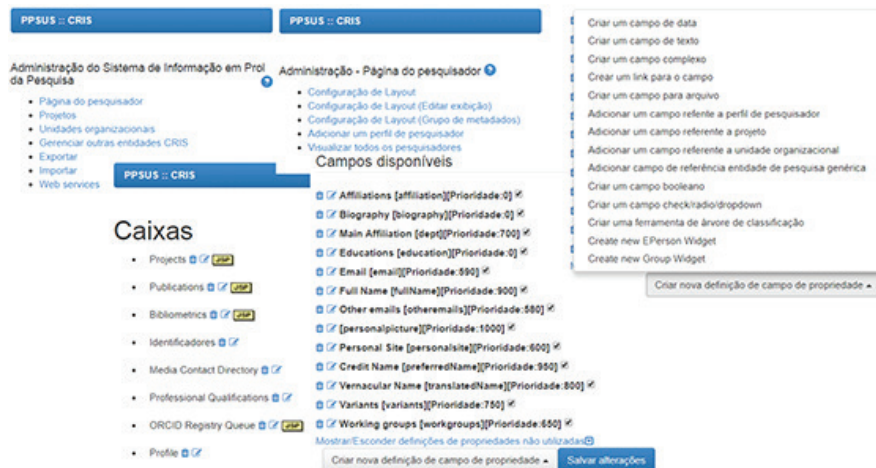 PPSUS :: CRIS
Administração do Sistema de Informação em Prol
da Pesquisa
Página do pesquisador
Projetos
Unidades organizacionais
Gerenciar outras entidades CRIS
Exportar
Importar
Web services
PPSUS :: CRIS
Administração - Página do pesquisador
Configuração de Layout
Configuração de Layout (Editar exibição)
Configuração de Layout (Grupo de metadados)
Adicionar um perfil de pesquisador
Visualizar todos os pesquisadores
PPSUS :: CRIS
Caixas
Projects JSP
Publications JSP
Bibliometrics JSP
Identificadores
Media Contact Directory
Professional Qualifications
ORCID Registry Queue JSP
Profile
Campos disponíveis
Affiliations [affiliation][Prioridade:0]
Biography [biography][Prioridade:0]
Main Affiliation [dept][Prioridade:700]
Educations [education][Prioridade:0]
Email [email][Prioridade:590]
Full Name [fullName][Prioridade:900]
Other emails [otheremails][Prioridade:580]
[personalpicture][Prioridade:1000]
Personal Site [personalsite][Prioridade:600]
Credit Name [preferredName][Prioridade:950]
Vernacular Name [translatedName][Prioridade:800]
Variants [variants][Prioridade:750]
Working groups [workgroups][Prioridade:650]
Mostrar/Esconder definições de propriedades não utilizadas
Criar nova definição de campo de propriedade
Salvar alterações
Criar um campo de data
Criar um campo de texto
Criar um campo complexo
Crear un link para o campo
Criar um campo para arquivo
Adicionar um campo refente a perfil de pesquisador
Adicionar um campo referente a projeto
Adicionar um campo referente a unidade organizacional
Adicionar campo de referência entidade de pesquisa genérica
Criar um campo booleano
Criar um campo check/radio/dropdown
Criar uma ferramenta de árvore de classificação
Create new EPerson Widget
Create new Group Widget
Criar nova definição de campo de propriedade